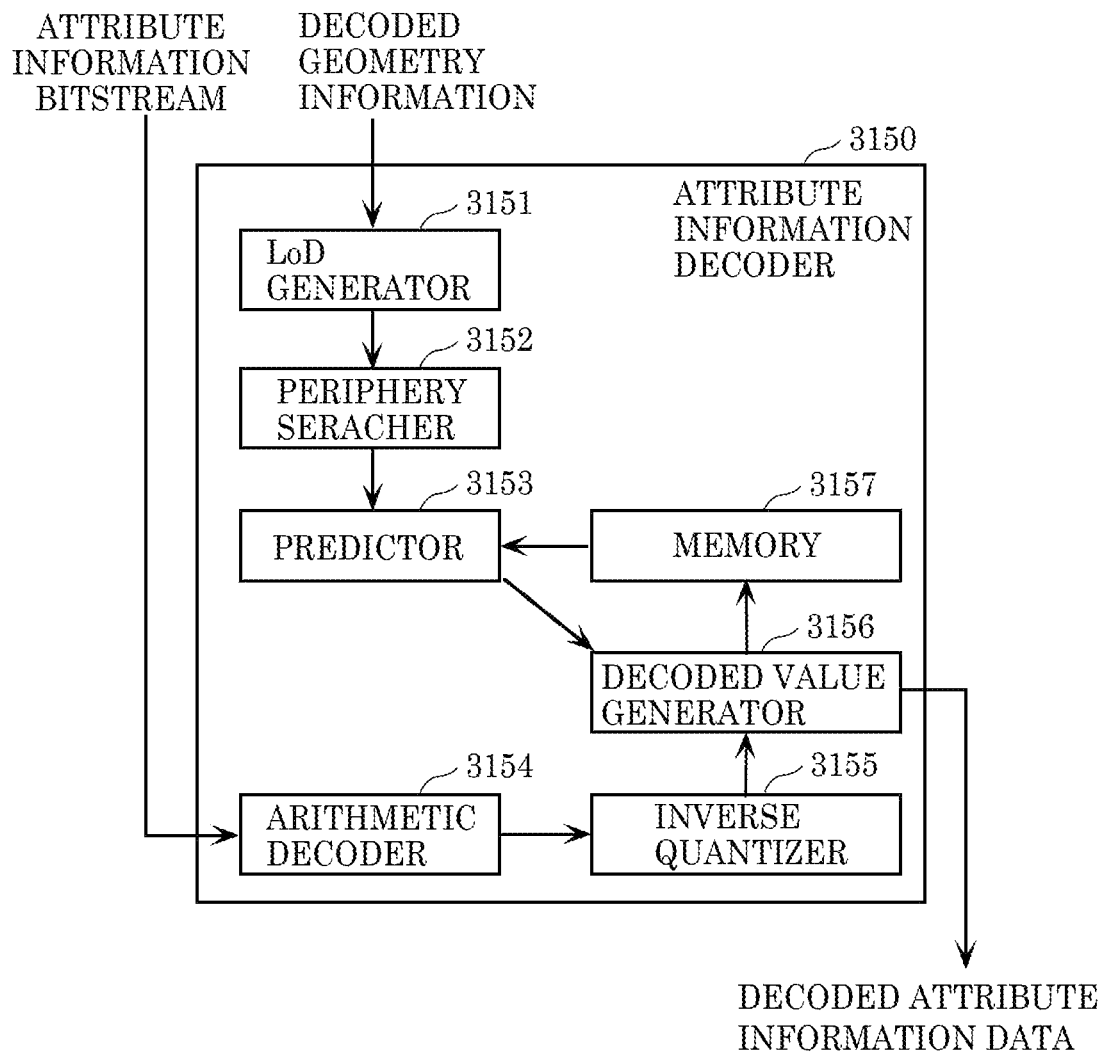 ATTRIBUTE
INFORMATION
BITSTREAM
DECODED
GEOMETRY
INFORMATION
3150
ATTRIBUTE
INFORMATION
DECODER
3151
LoD
GENERATOR
3152
PERIPHERY
SERACHER
3153
PREDICTOR
3157
MEMORY
3156
DECODED VALUE
GENERATOR
3154
ARITHMETIC
DECODER
3155
INVERSE
QUANTIZER
DECODED ATTRIBUTE
INFORMATION DATA